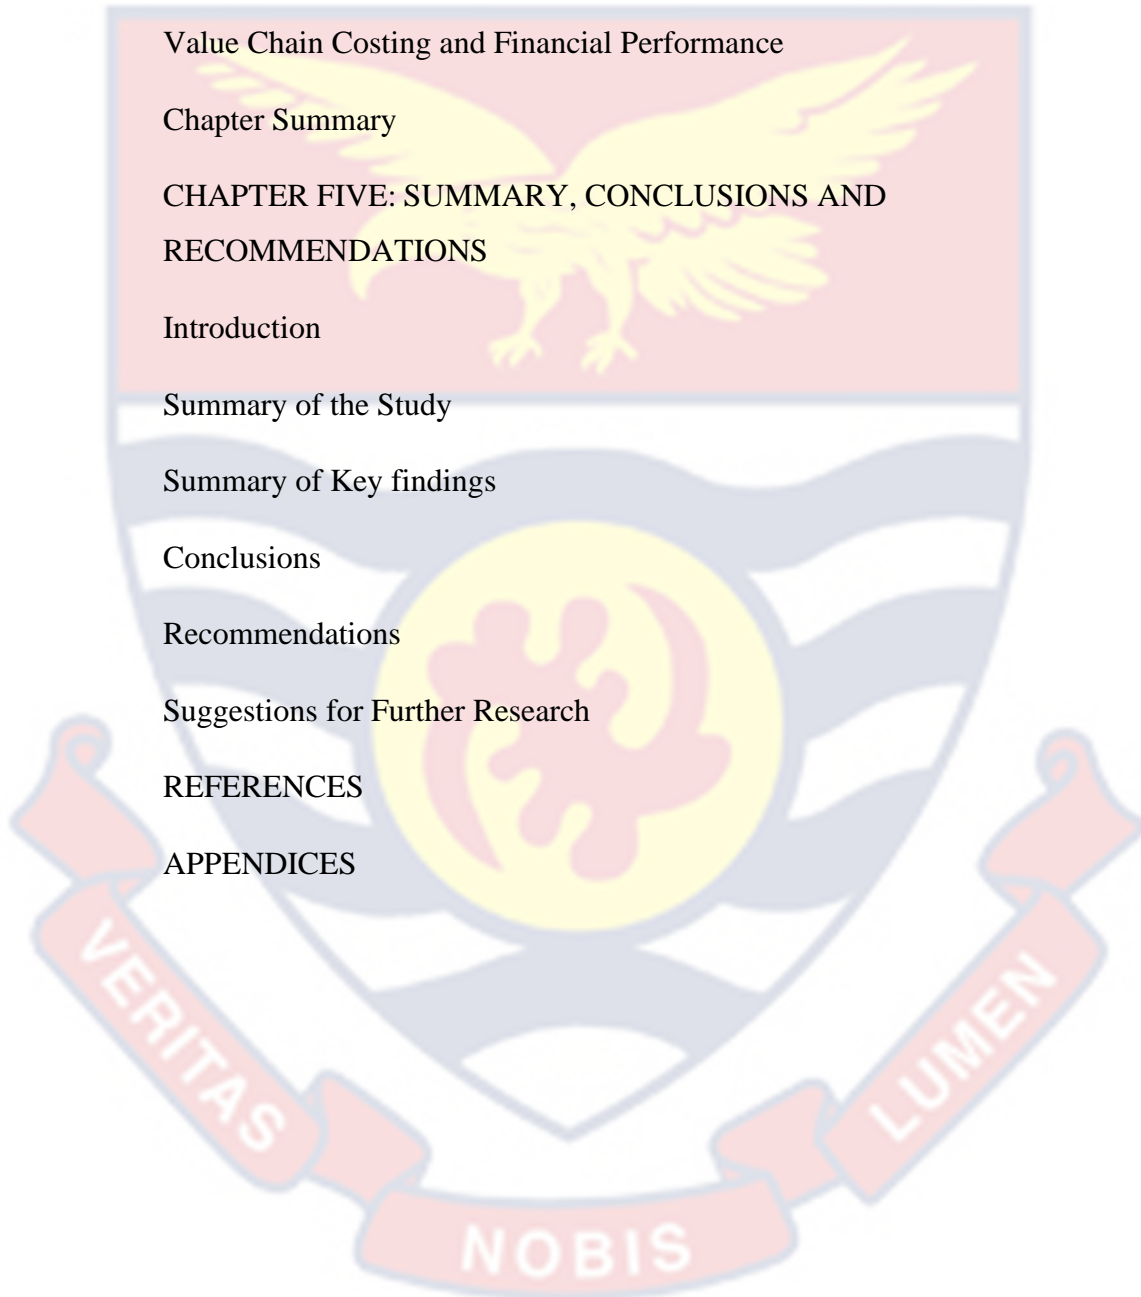 Value Chain Costing and Financial Performance
Chapter Summary
CHAPTER FIVE: SUMMARY, CONCLUSIONS AND
RECOMMENDATIONS
Introduction
Summary of the Study
Summary of Key findings
Conclusions
Recommendations
Suggestions for Further Research
REFERENCES
APPENDICES
VERITAS
NOBIS
LUMEN